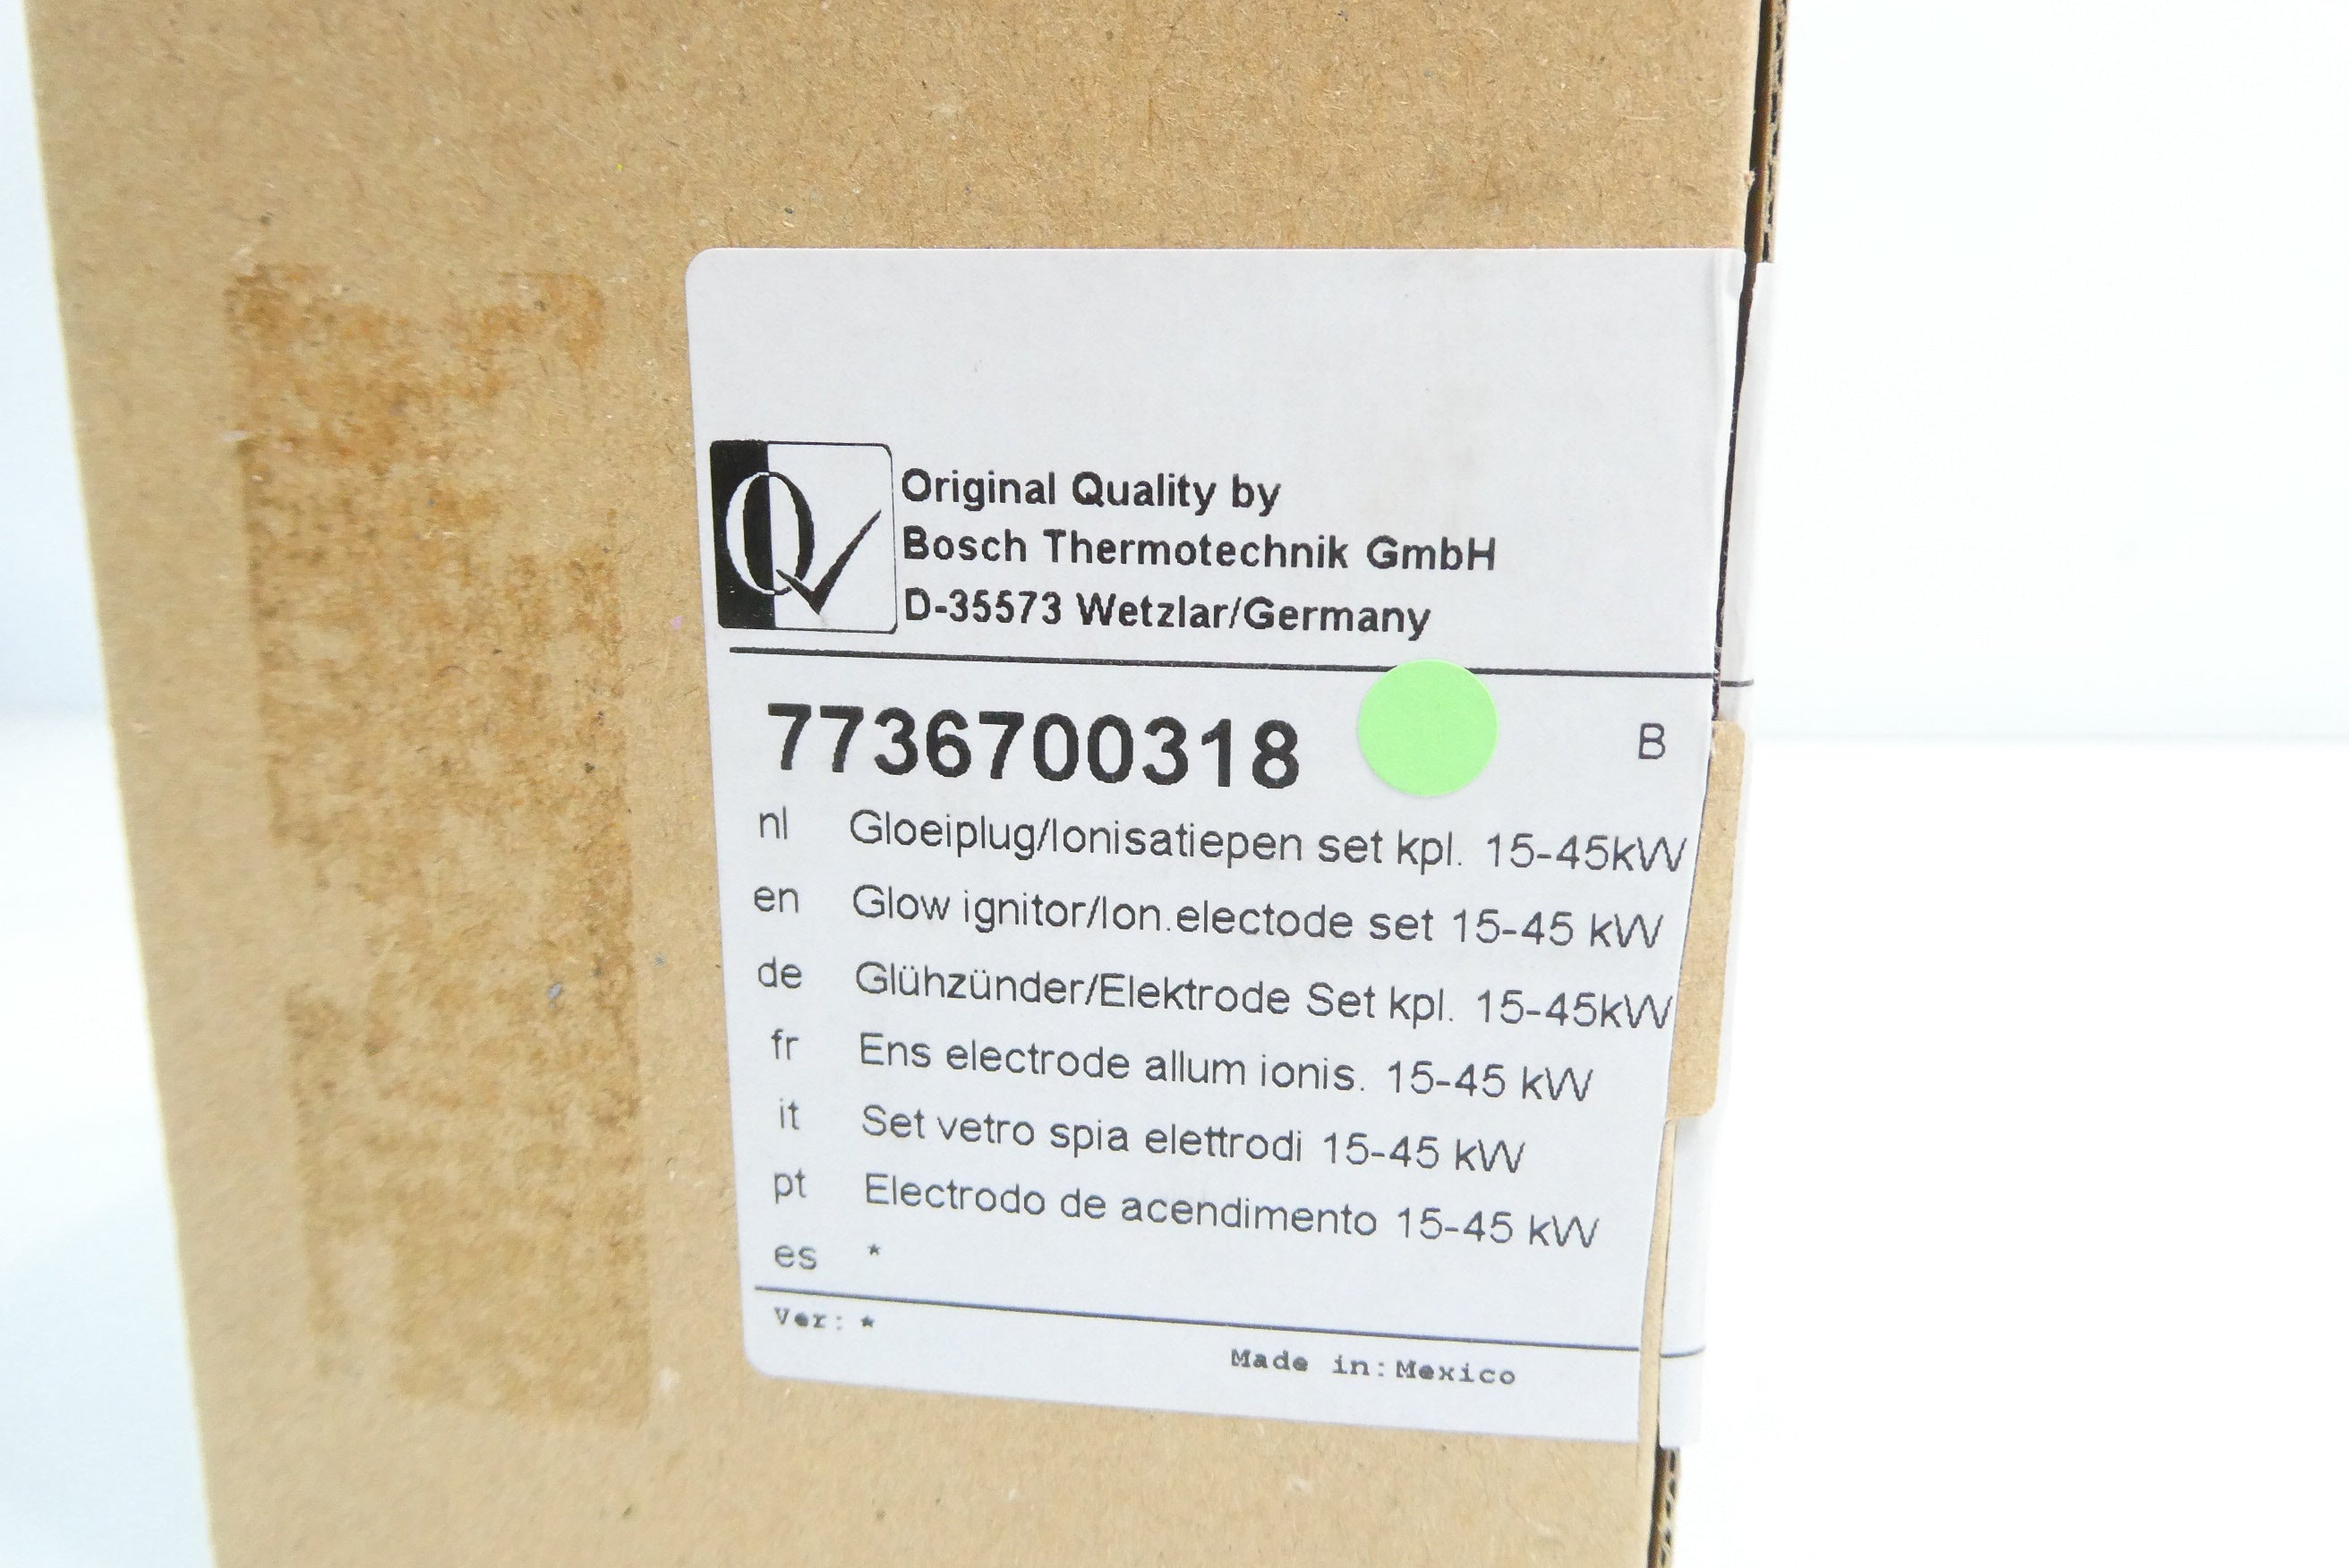 Q
Original Quality by
Bosch Thermotechnik GmbH
D-35573 Wetzlar/Germany
7736700318 B
nl Gloeiplug/Ionisatiepen set kpl. 15-45kW
en Glow ignitor/Ion.electode set 15-45 kW
de Glühzünder/Elektrode Set kpl. 15-45kW
fr Ens electrode allum ionis. 15-45 kW
it Set vetro spia elettrodi 15-45 kW
pt Electrodo de acendimento 15-45 kW
es *
Ver: *
Made in:Mexico